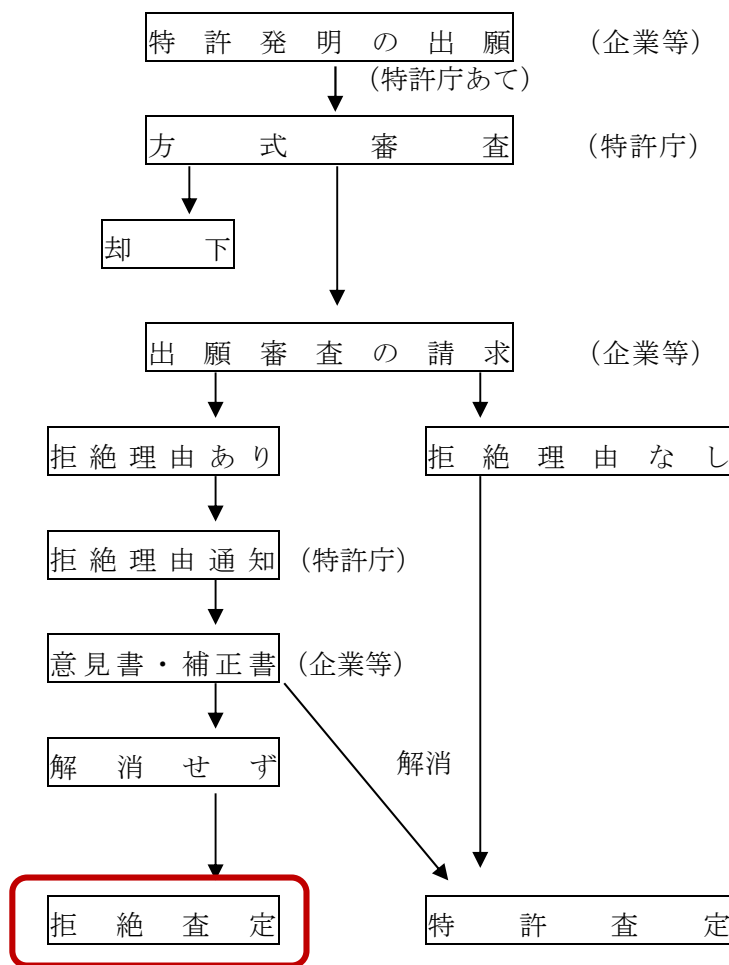 特許発明の出願 （企業等）
（特許庁あて）
方式審査 （特許庁）
却下
出願審査の請求 （企業等）
拒絶理由あり 拒絶理由なし
拒絶理由通知 （特許庁）
意見書・補正書 （企業等）
解消せず 解消
拒絶査定 特許査定